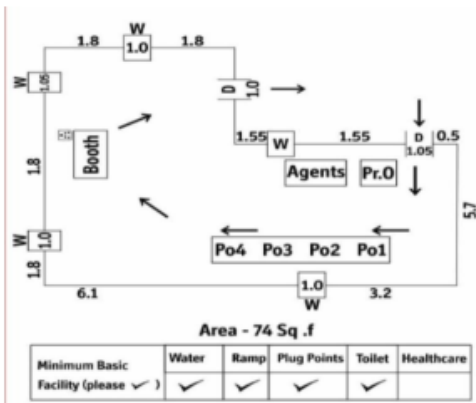 W
1.8 1.0 1.8
W 1.05
D 1.0
Booth
1.8
1.55 W 1.55 D 1.05 0.5
Agents Pr.O
5.7
W 1.0
Po4 Po3 Po2 Po1
1.8
6.1 1.0 3.2
W
Area - 74 Sq .f
Minimum Basic Facility (please ✓ ) Water Ramp Plug Points Toilet Healthcare
✓ ✓ ✓ ✓